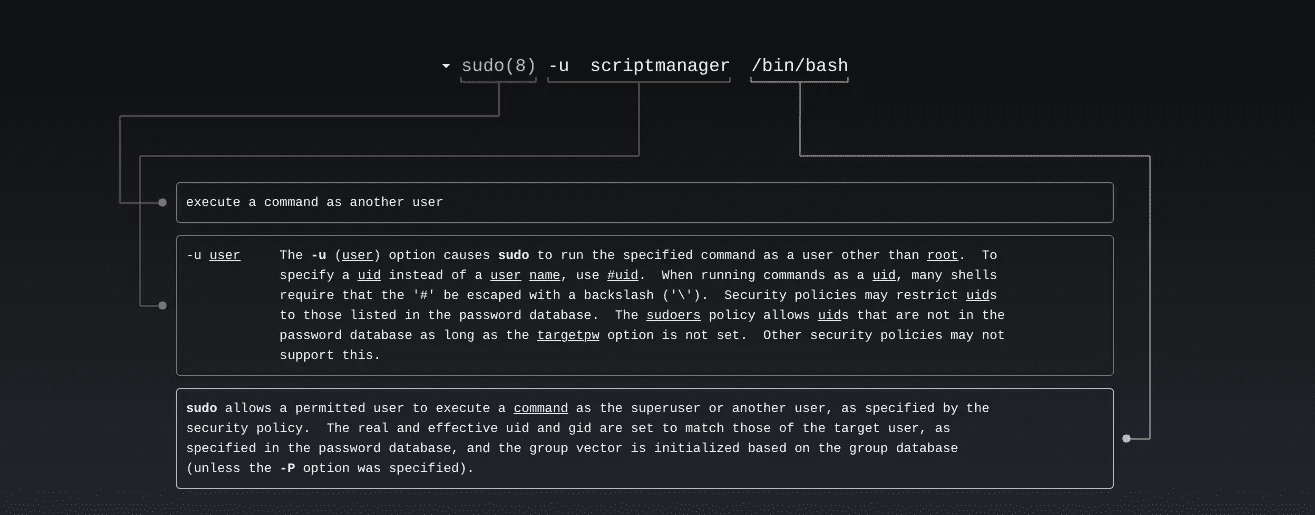 sudo(8) -u  scriptmanager  /bin/bash
execute a command as another user
-u user     The -u (user) option causes sudo to run the specified command as a user other than root.  To
specify a uid instead of a user name, use #uid.  When running commands as a uid, many shells
require that the '#' be escaped with a backslash ('\').  Security policies may restrict uids
to those listed in the password database.  The sudoers policy allows uids that are not in the
password database as long as the targetpw option is not set.  Other security policies may not
support this.
sudo allows a permitted user to execute a command as the superuser or another user, as specified by the
security policy.  The real and effective uid and gid are set to match those of the target user, as
specified in the password database, and the group vector is initialized based on the group database
(unless the -P option was specified).